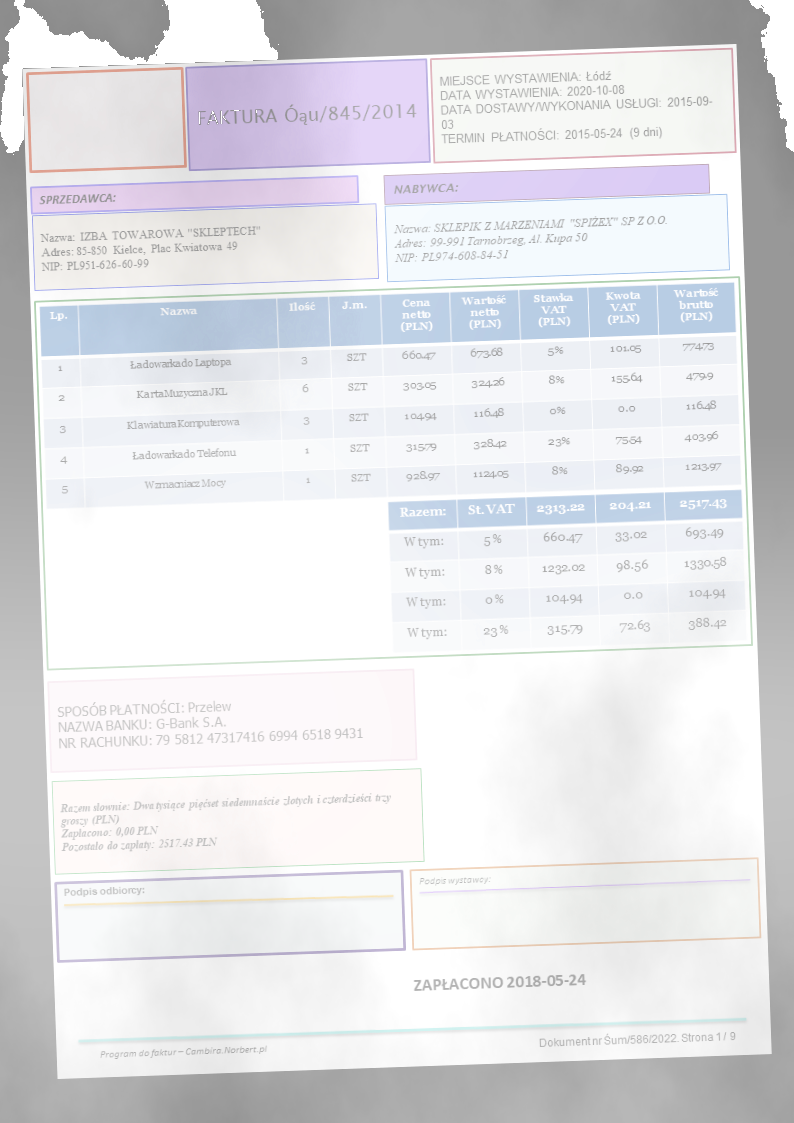 FAKTURA Óąu/845/2014
MIEJSCE WYSTAWIENIA: Łódź
DATA WYSTAWIENIA: 2020-10-08
DATA DOSTAWY/WYKONANIA USŁUGI: 2015-09-
03
TERMIN PŁATNOŚCI: 2015-05-24 (9 dni)
SPRZEDAWCA:
Nazwa: IZBA TOWAROWA "SKLEPTECH"
Adres: 85-850 Kielce, Plac Kwiatowa 49
NIP: PL951-626-60-99
NABYWCA:
Nazwa: SKLEPIK Z MARZENIAMI "SPIŻEX" SP Z O.O.
Adres: 99-991 Tarnobrzeg, Al. Kupa 50
NIP: PL974-608-84-51
Lp. Nazwa Ilość J.m. Cena netto (PLN) Wartość netto (PLN) Stawka VAT (PLN) Kwota VAT (PLN) Wartość brutto (PLN)
1 Ładowarka do Laptopa 3 SZT 660.47 673.68 5% 101.05 774.73
2 Karta Muzyczna JKL 6 SZT 303.05 324.26 8% 155.64 479.9
3 Klawiatura Komputerowa 3 SZT 104.94 116.48 0% 0.0 116.48
4 Ładowarka do Telefonu 1 SZT 315.79 328.42 23% 75.54 403.96
5 Wzmacniacz Mocy 1 SZT 928.97 1124.05 8% 89.92 1213.97
Razem: St. VAT 2313.22 204.21 2517.43
W tym: 5% 660.47 33.02 693.49
W tym: 8% 1232.02 98.56 1330.58
W tym: 0% 104.94 0.0 104.94
W tym: 23% 315.79 72.63 388.42
SPOSÓB PŁATNOŚCI: Przelew
NAZWA BANKU: G-Bank S.A.
NR RACHUNKU: 79 5812 47317416 6994 6518 9431
Razem słownie: Dwa tysiące pięćset siedemnaście złotych i czterdzieści trzy
groszy (PLN)
Zapłacono: 0,00 PLN
Pozostało do zapłaty: 2517.43 PLN
Podpis odbiorcy:
Podpis wystawcy:
ZAPŁACONO 2018-05-24
Program do faktur – Cambira.Norbert.pl
Dokument nr Śum/586/2022. Strona 1 / 9